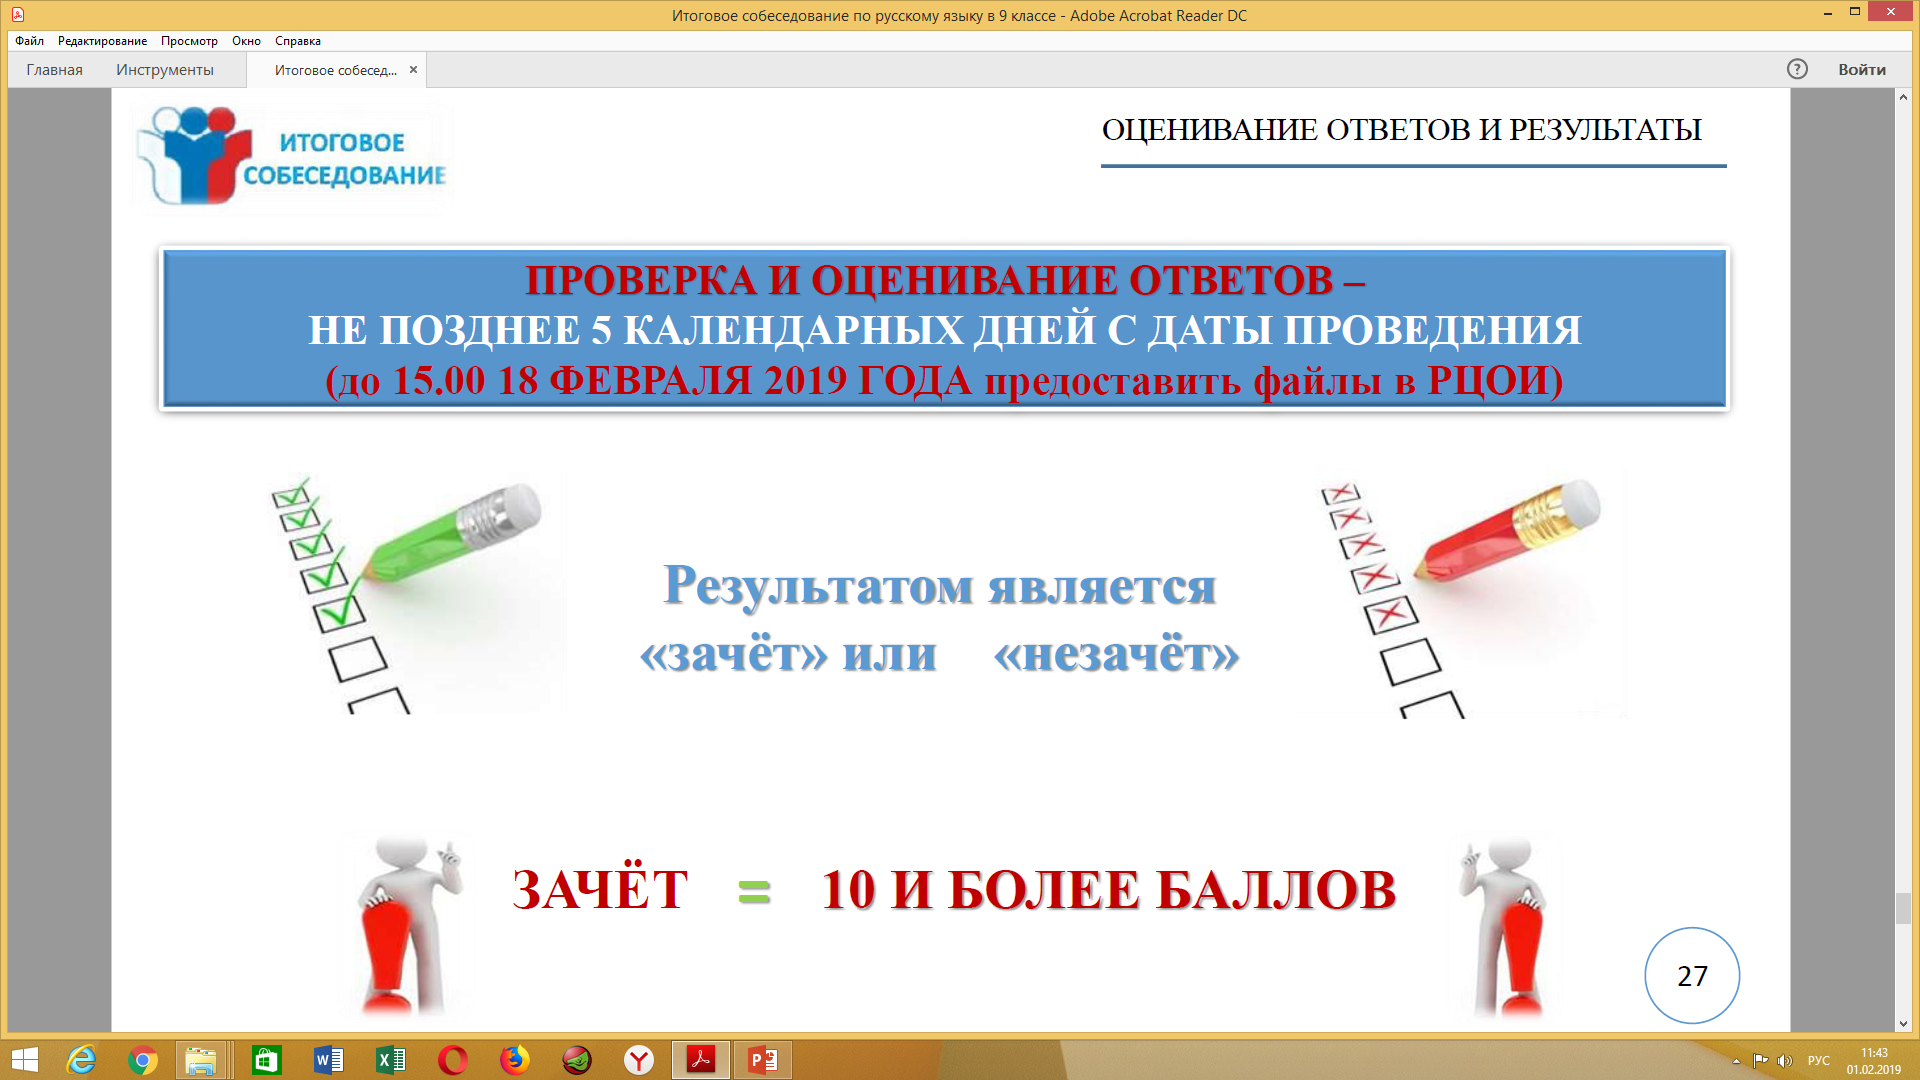 Итоговое собеседование по русскому языку в 9 классе - Adobe Acrobat Reader DC
Файл Редактирование Просмотр Окно Справка
Главная Инструменты Итоговое собесед... × ? Войти
ИТОГОВОЕ
СОБЕСЕДОВАНИЕ
ОЦЕНИВАНИЕ ОТВЕТОВ И РЕЗУЛЬТАТЫ
ПРОВЕРКА И ОЦЕНИВАНИЕ ОТВЕТОВ –
НЕ ПОЗДНЕЕ 5 КАЛЕНДАРНЫХ ДНЕЙ С ДАТЫ ПРОВЕДЕНИЯ
(до 15.00 18 ФЕВРАЛЯ 2019 ГОДА предоставить файлы в РЦОИ)
Результатом является
«зачёт» или «незачёт»
ЗАЧЁТ = 10 И БОЛЕЕ БАЛЛОВ
27
РУС
11:43
01.02.2019